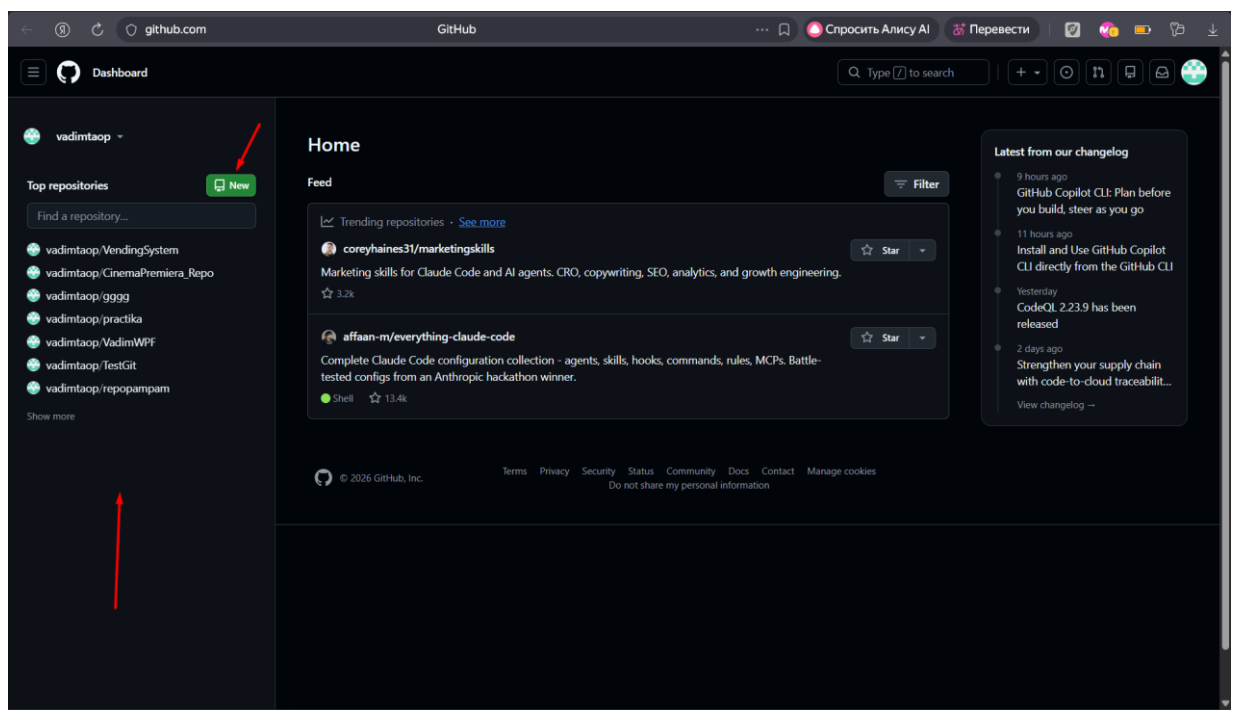 github.com
GitHub
Спросить Алису AI
Перевести
Dashboard
Type / to search
vadimtaop
Top repositories
New
Find a repository...
vadimtaop/VendingSystem
vadimtaop/CinemaPremiera_Repo
vadimtaop/gggg
vadimtaop/practika
vadimtaop/VadimWPF
vadimtaop/TestGit
vadimtaop/repopampam
Show more
Home
Feed
Filter
Trending repositories · See more
coreyhaines31/marketingskills
Star
Marketing skills for Claude Code and AI agents. CRO, copywriting, SEO, analytics, and growth engineering.
3.2k
affaan-m/everything-claude-code
Star
Complete Claude Code configuration collection - agents, skills, hooks, commands, rules, MCPs. Battle-
tested configs from an Anthropic hackathon winner.
Shell 13.4k
© 2026 GitHub, Inc.
Terms Privacy Security Status Community Docs Contact Manage cookies
Do not share my personal information
Latest from our changelog
9 hours ago
GitHub Copilot CLI: Plan before
you build, steer as you go
11 hours ago
Install and Use GitHub Copilot
CLI directly from the GitHub CLI
Yesterday
CodeQL 2.23.9 has been
released
2 days ago
Strengthen your supply chain
with code-to-cloud traceabilit...
View changelog →